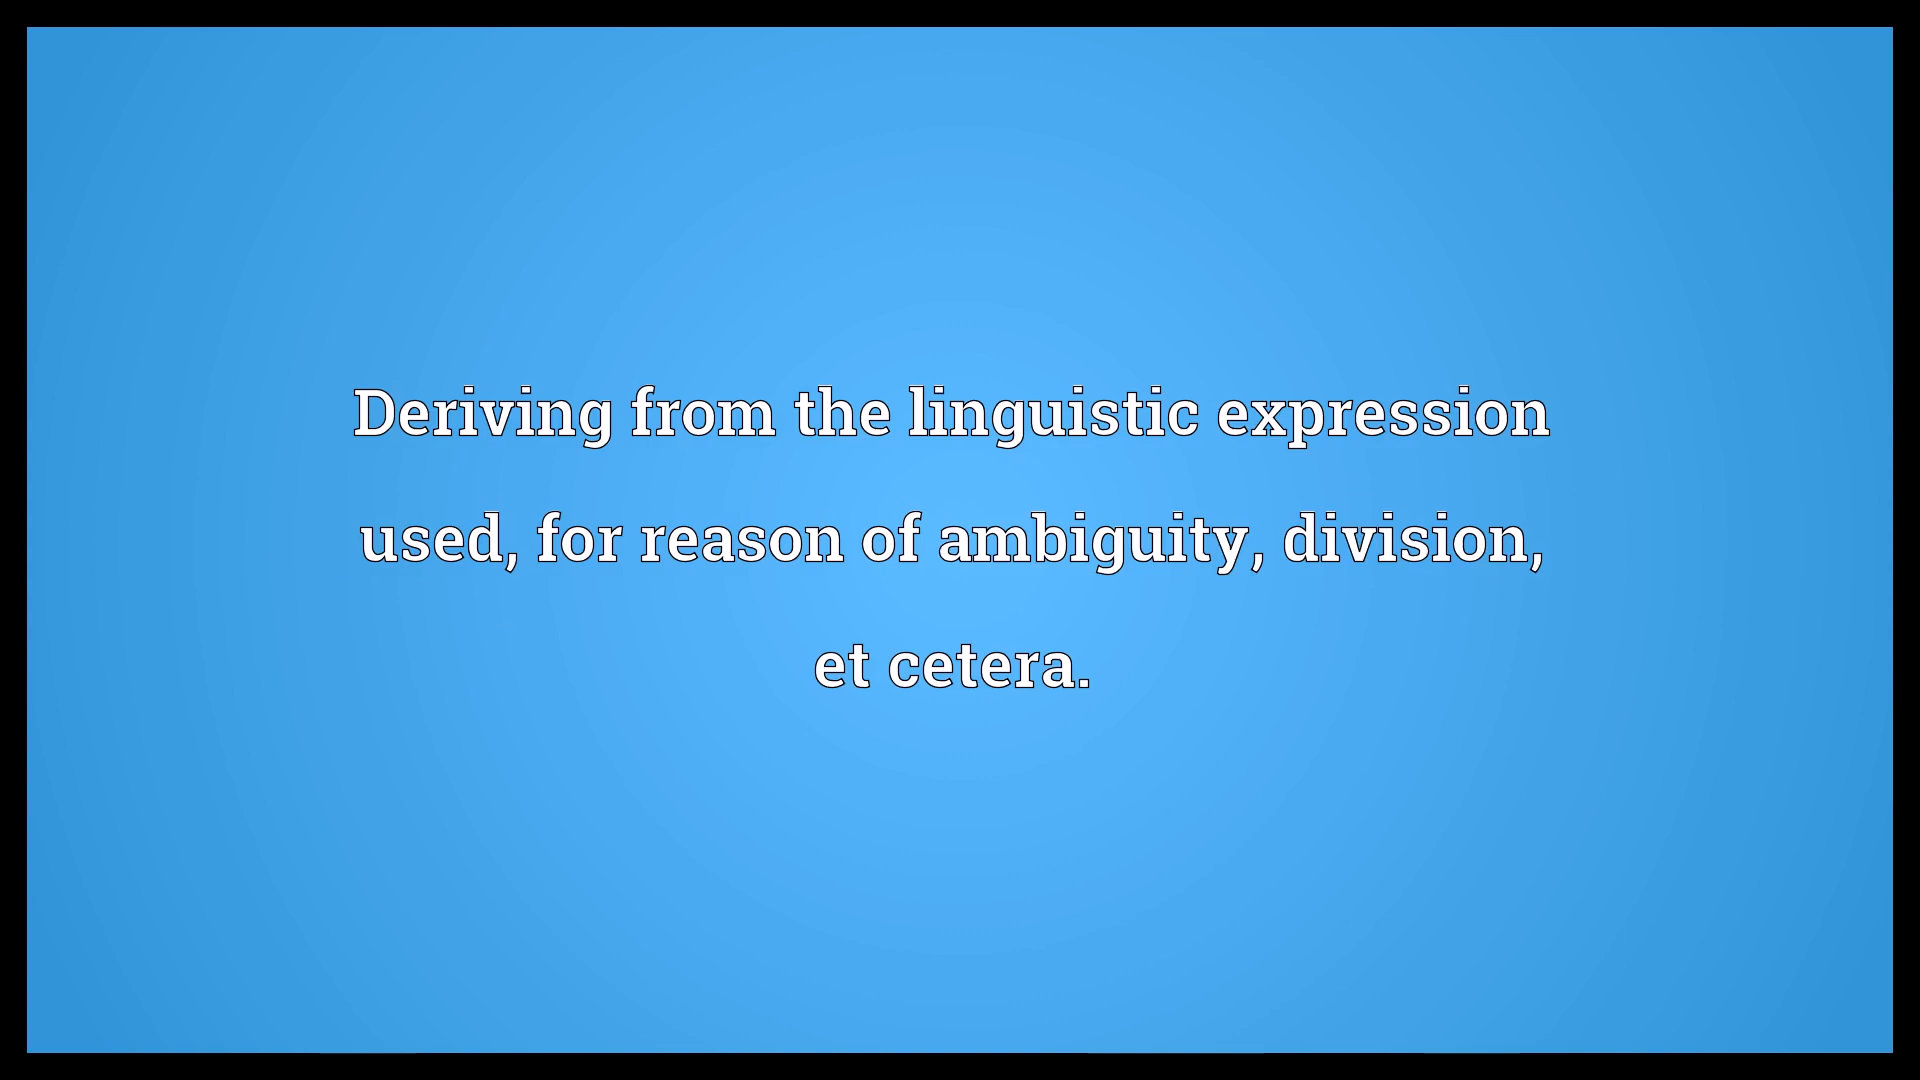 Deriving from the linguistic expression
used, for reason of ambiguity, division,
et cetera.